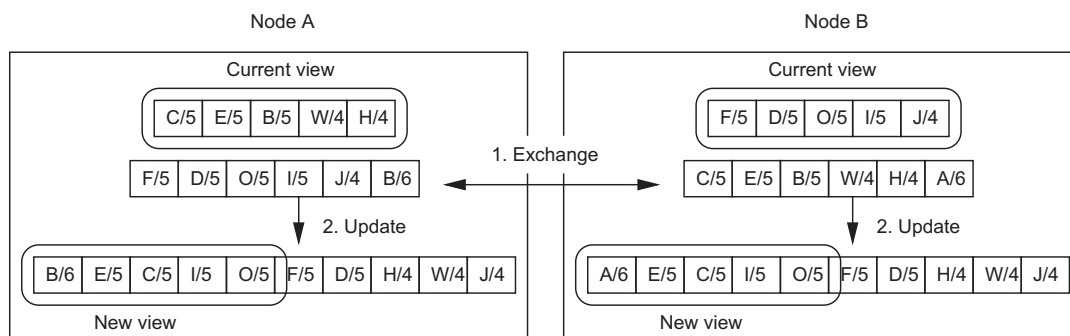 Node A
Node B
Current view
C/5 E/5 B/5 W/4 H/4
F/5 D/5 O/5 I/5 J/4 B/6
2. Update
B/6 E/5 C/5 I/5 O/5 F/5 D/5 H/4 W/4 J/4
New view
1. Exchange
Current view
F/5 D/5 O/5 I/5 J/4
C/5 E/5 B/5 W/4 H/4 A/6
2. Update
A/6 E/5 C/5 I/5 O/5 F/5 D/5 H/4 W/4 J/4
New view